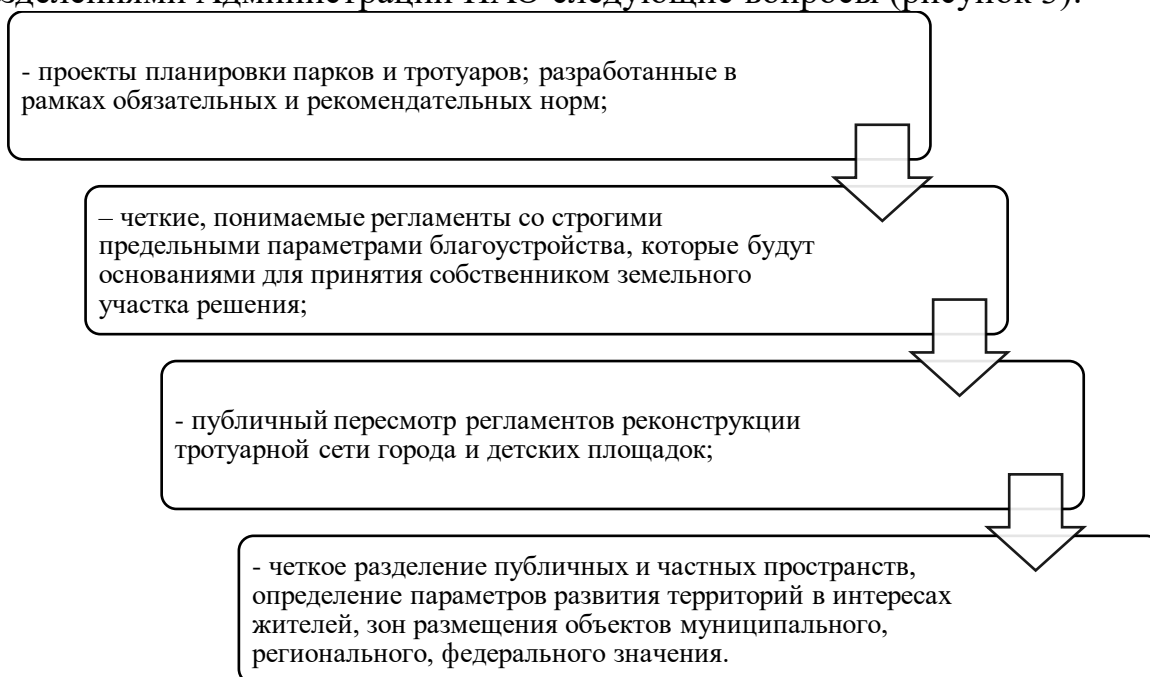 зделениями Администрации НАО следующие вопросы (рисунок 3):
- проекты планировки парков и тротуаров; разработанные в
рамках обязательных и рекомендательных норм;
– четкие, понимаемые регламенты со строгими
предельными параметрами благоустройства, которые будут
основаниями для принятия собственником земельного
участка решения;
- публичный пересмотр регламентов реконструкции
тротуарной сети города и детских площадок;
- четкое разделение публичных и частных пространств,
определение параметров развития территорий в интересах
жителей, зон размещения объектов муниципального,
регионального, федерального значения.